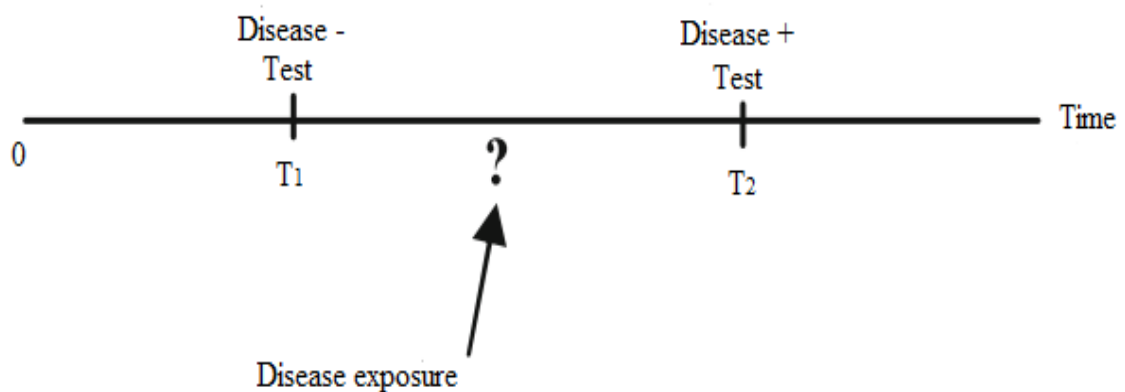 Disease -
Test
Disease +
Test
Time
0
T1
?
T2
Disease exposure